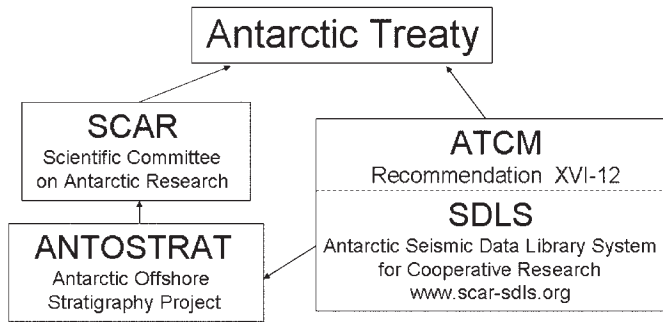 Antarctic Treaty
SCAR
Scientific Committee
on Antarctic Research
ATCM
Recommendation XVI-12
SDLS
Antarctic Seismic Data Library System
for Cooperative Research
www.scar-sdls.org
ANTOSTRAT
Antarctic Offshore
Stratigraphy Project